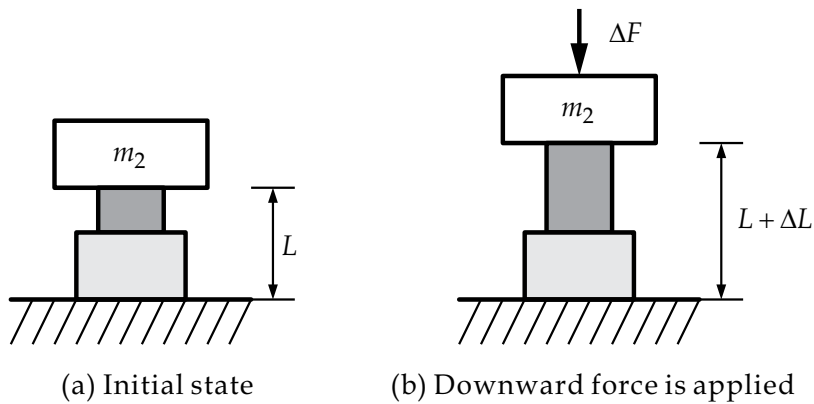 ΔF
m₂
m₂
L
L + ΔL
(a) Initial state
(b) Downward force is applied